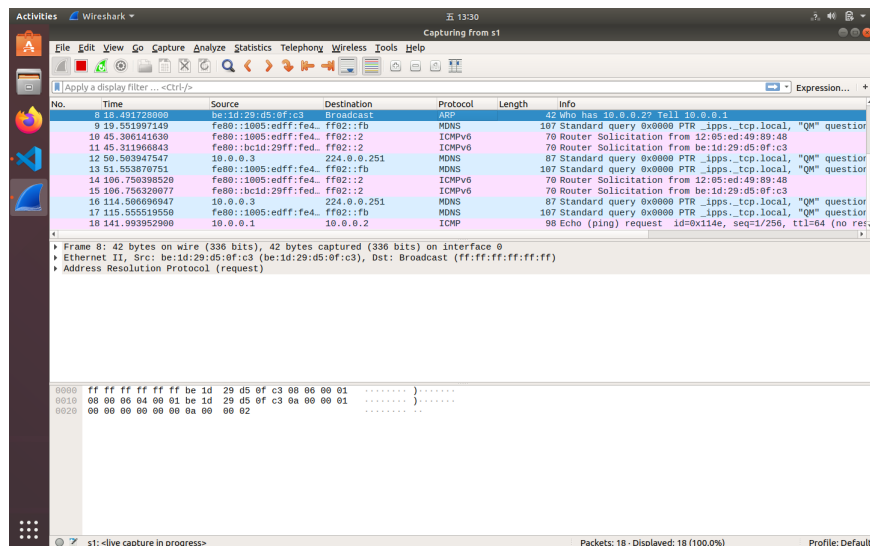 Activities Wireshark 五 13:30
Capturing from s1
File Edit View Go Capture Analyze Statistics Telephony Wireless Tools Help
Apply a display filter ... <Ctrl-/> Expression... +
No. Time Source Destination Protocol Length Info
8 18.491728000 be:1d:29:d5:0f:c3 Broadcast ARP 42 Who has 10.0.0.2? Tell 10.0.0.1
9 19.551997149 fe80::1005:edff:fe4… ff02::fb MDNS 107 Standard query 0x0000 PTR _ipps._tcp.local, "QM" question
10 45.306141630 fe80::1005:edff:fe4… ff02::2 ICMPv6 70 Router Solicitation from 12:05:ed:49:89:48
11 45.311966843 fe80::bc1d:29ff:fed… ff02::2 ICMPv6 70 Router Solicitation from be:1d:29:d5:0f:c3
12 50.503947547 10.0.0.3 224.0.0.251 MDNS 87 Standard query 0x0000 PTR _ipps._tcp.local, "QM" question
13 51.553870751 fe80::1005:edff:fe4… ff02::fb MDNS 107 Standard query 0x0000 PTR _ipps._tcp.local, "QM" question
14 106.750398520 fe80::1005:edff:fe4… ff02::2 ICMPv6 70 Router Solicitation from 12:05:ed:49:89:48
15 106.756320077 fe80::bc1d:29ff:fed… ff02::2 ICMPv6 70 Router Solicitation from be:1d:29:d5:0f:c3
16 114.506696947 10.0.0.3 224.0.0.251 MDNS 87 Standard query 0x0000 PTR _ipps._tcp.local, "QM" question
17 115.555519550 fe80::1005:edff:fe4… ff02::fb MDNS 107 Standard query 0x0000 PTR _ipps._tcp.local, "QM" question
18 141.993952900 10.0.0.1 10.0.0.2 ICMP 98 Echo (ping) request id=0x114e, seq=1/256, ttl=64 (no res
Frame 8: 42 bytes on wire (336 bits), 42 bytes captured (336 bits) on interface 0
Ethernet II, Src: be:1d:29:d5:0f:c3 (be:1d:29:d5:0f:c3), Dst: Broadcast (ff:ff:ff:ff:ff:ff)
Address Resolution Protocol (request)
0000 ff ff ff ff ff ff be 1d 29 d5 0f c3 08 06 00 01 ········ )·······
0010 08 00 06 04 00 01 be 1d 29 d5 0f c3 0a 00 00 01 ········ )·······
0020 00 00 00 00 00 00 0a 00 00 02 ········ ··
s1: <live capture in progress> Packets: 18 · Displayed: 18 (100.0%) Profile: Default